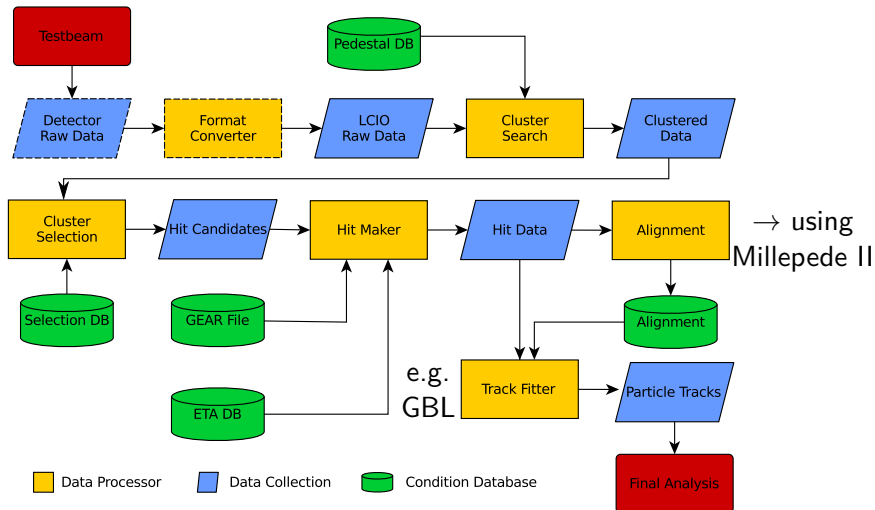 Testbeam
Pedestal DB
Detector
Raw Data
Format
Converter
LCIO
Raw Data
Cluster
Search
Clustered
Data
Cluster
Selection
Hit Candidates
Hit Maker
Hit Data
Alignment
→ using
Millepede II
Selection DB
GEAR File
Alignment
e.g.
GBL
Track Fitter
Particle Tracks
ETA DB
Data Processor
Data Collection
Condition Database
Final Analysis